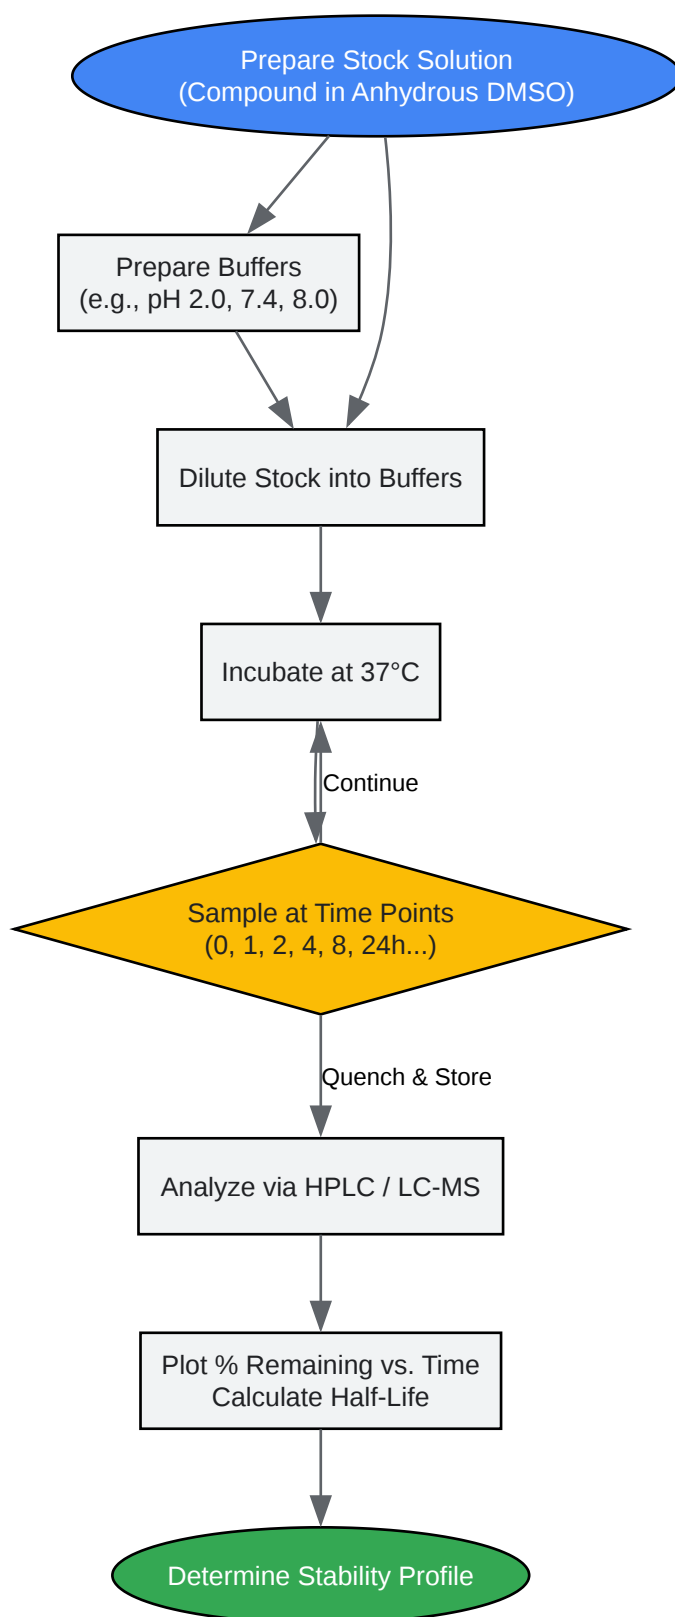 Prepare Stock Solution
(Compound in Anhydrous DMSO)
Prepare Buffers
(e.g., pH 2.0, 7.4, 8.0)
Dilute Stock into Buffers
Incubate at 37°C
Continue
Sample at Time Points
(0, 1, 2, 4, 8, 24h...)
Quench & Store
Analyze via HPLC / LC-MS
Plot % Remaining vs. Time
Calculate Half-Life
Determine Stability Profile